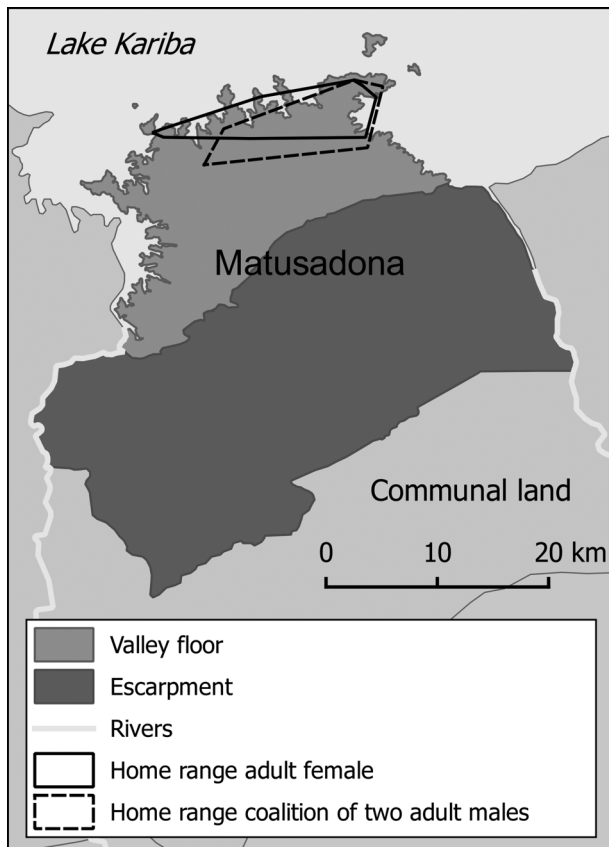 Lake Kariba
Matusadona
Communal land
0 10 20 km
Valley floor
Escarpment
Rivers
Home range adult female
Home range coalition of two adult males